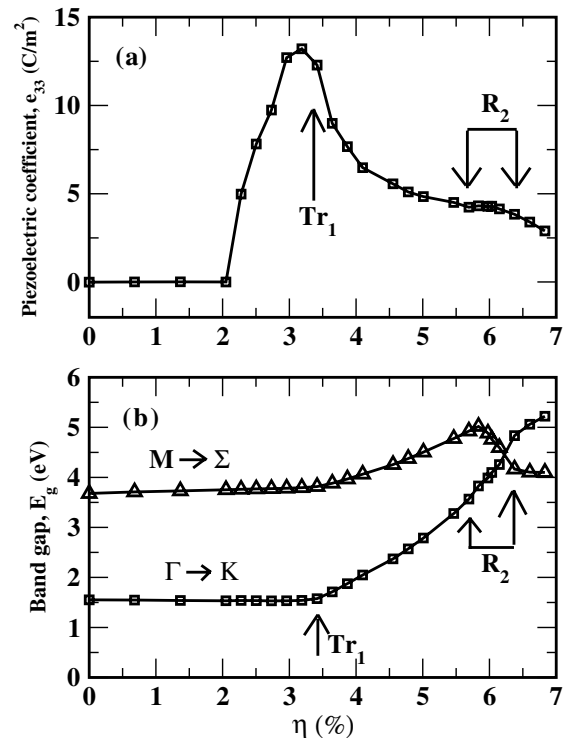 Piezoelectric coefficient, e₃₃ (C/m²)
(a)
15
10
5
0
R₂
Tr₁
0 1 2 3 4 5 6 7
Band gap, E_g (eV)
(b)
6
5
4
3
2
1
0
M → Σ
Γ → K
R₂
Tr₁
0 1 2 3 4 5 6 7
η (%)